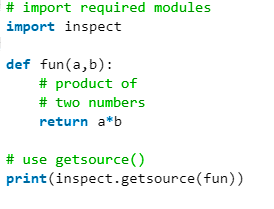 # import required modules
import inspect

def fun(a,b):
    # product of
    # two numbers
    return a*b

# use getsource()
print(inspect.getsource(fun))